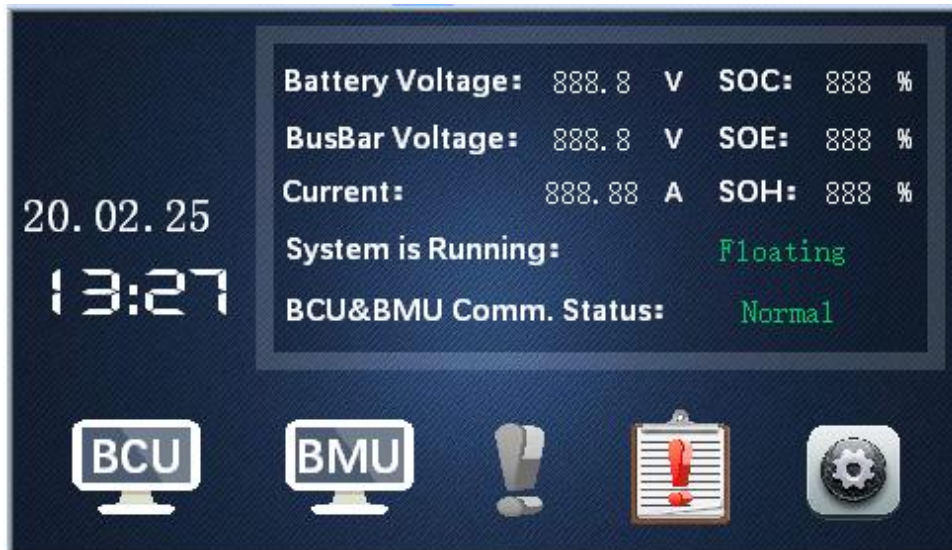 Battery Voltage: 888.8 V SOC: 888 %
BusBar Voltage: 888.8 V SOE: 888 %
Current: 888.88 A SOH: 888 %
20.02.25
System is Running: Floating
13:27
BCU&BMU Comm. Status: Normal
BCU BMU